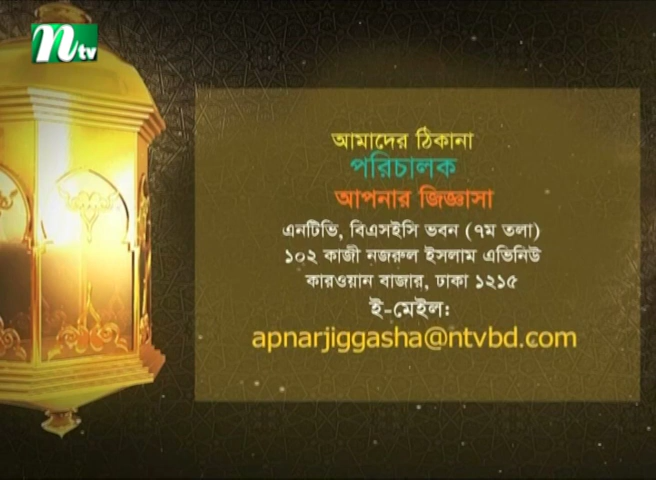 ntv
আমাদের ঠিকানা
পরিচালক
আপনার জিজ্ঞাসা
এনটিভি, বিএসইসি ভবন (৭ম তলা)
১০২ কাজী নজরুল ইসলাম এভিনিউ
কারওয়ান বাজার, ঢাকা ১২১৫
ই-মেইল:
apnarjiggasha@ntvbd.com